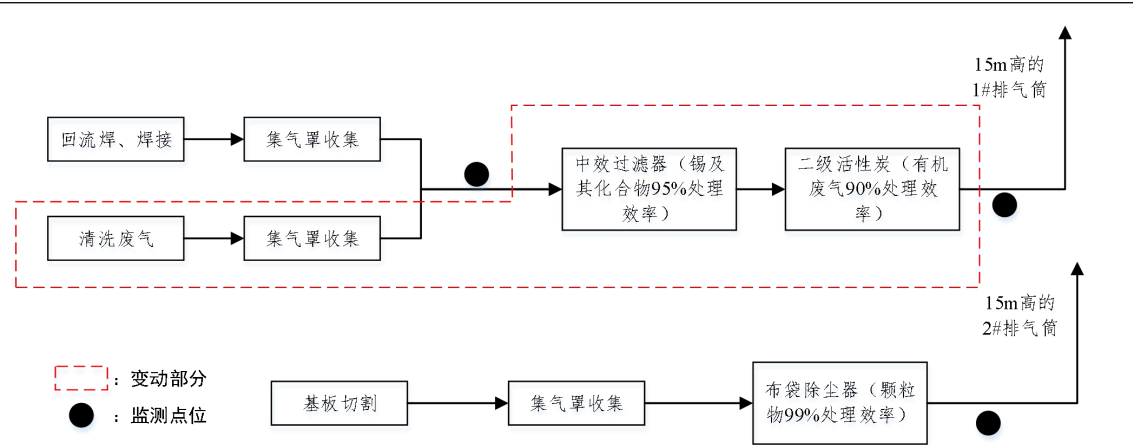 15m高的
1#排气筒
回流焊、焊接
集气罩收集
中效过滤器（锡及
其化合物95%处理
效率）
二级活性炭（有机
废气90%处理效
率）
清洗废气
集气罩收集
15m高的
2#排气筒
：变动部分
：监测点位
基板切割
集气罩收集
布袋除尘器（颗粒
物99%处理效率）